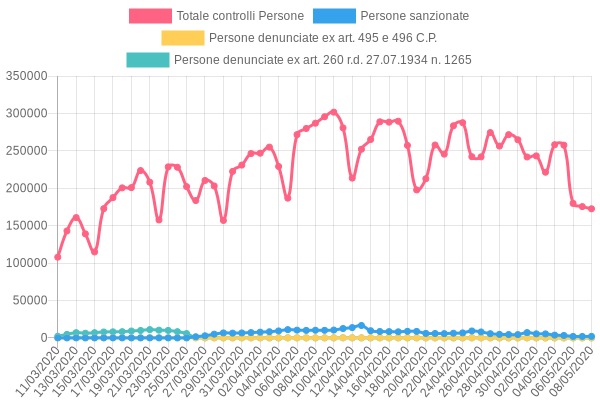 Totale controlli Persone Persone sanzionate
Persone denunciate ex art. 495 e 496 C.P.
Persone denunciate ex art. 260 r.d. 27.07.1934 n. 1265
350000
300000
250000
200000
150000
100000
50000
0
11/03/2020 13/03/2020 15/03/2020 17/03/2020 19/03/2020 21/03/2020 23/03/2020 25/03/2020 27/03/2020 29/03/2020 31/03/2020 02/04/2020 04/04/2020 06/04/2020 08/04/2020 10/04/2020 12/04/2020 14/04/2020 16/04/2020 18/04/2020 20/04/2020 22/04/2020 24/04/2020 26/04/2020 28/04/2020 30/04/2020 02/05/2020 04/05/2020 06/05/2020 08/05/2020